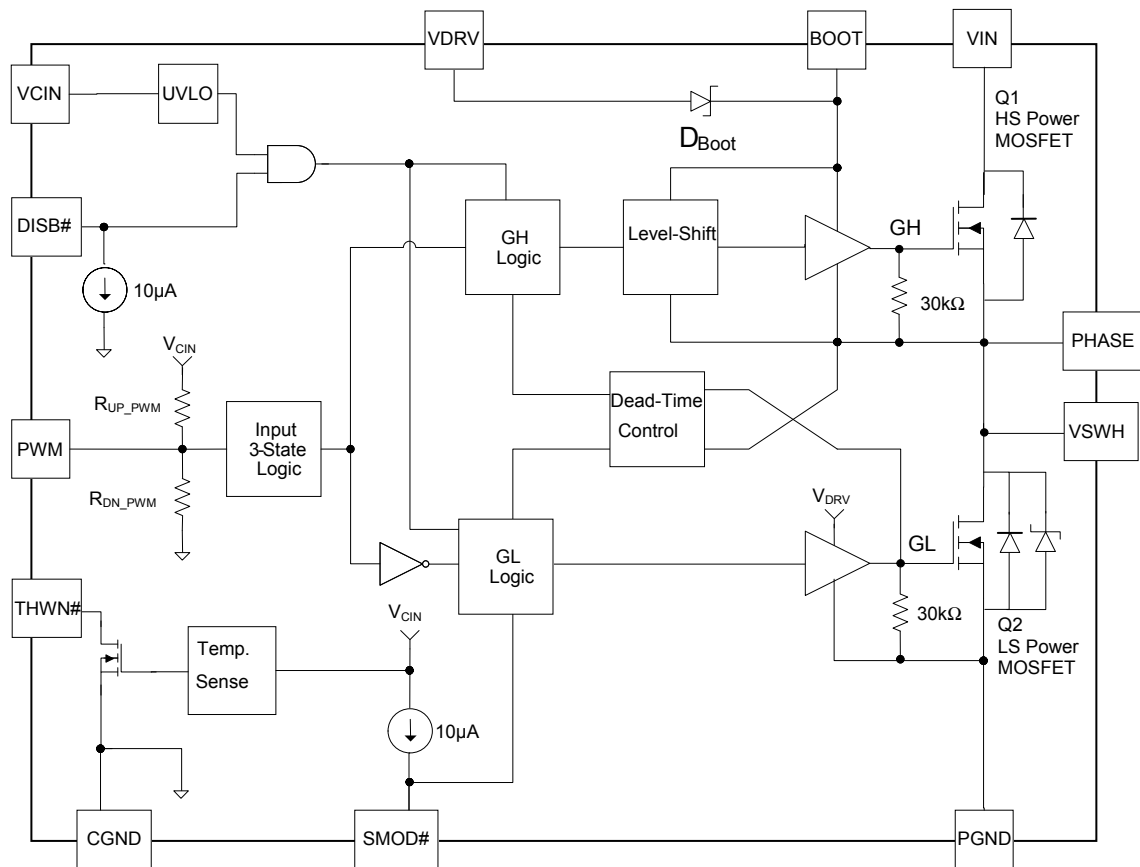 VDRV
BOOT
VIN
VCIN
UVLO
Q1
HS Power
MOSFET
DBoot
DISB#
GH
Logic
Level-Shift
GH
10µA
30kΩ
VCIN
PHASE
RUP_PWM
Dead-Time
Control
PWM
Input
3-State
Logic
VSWH
RDN_PWM
VDRV
GL
Logic
GL
THWN#
VCIN
30kΩ
Temp.
Sense
Q2
LS Power
MOSFET
10µA
CGND
SMOD#
PGND